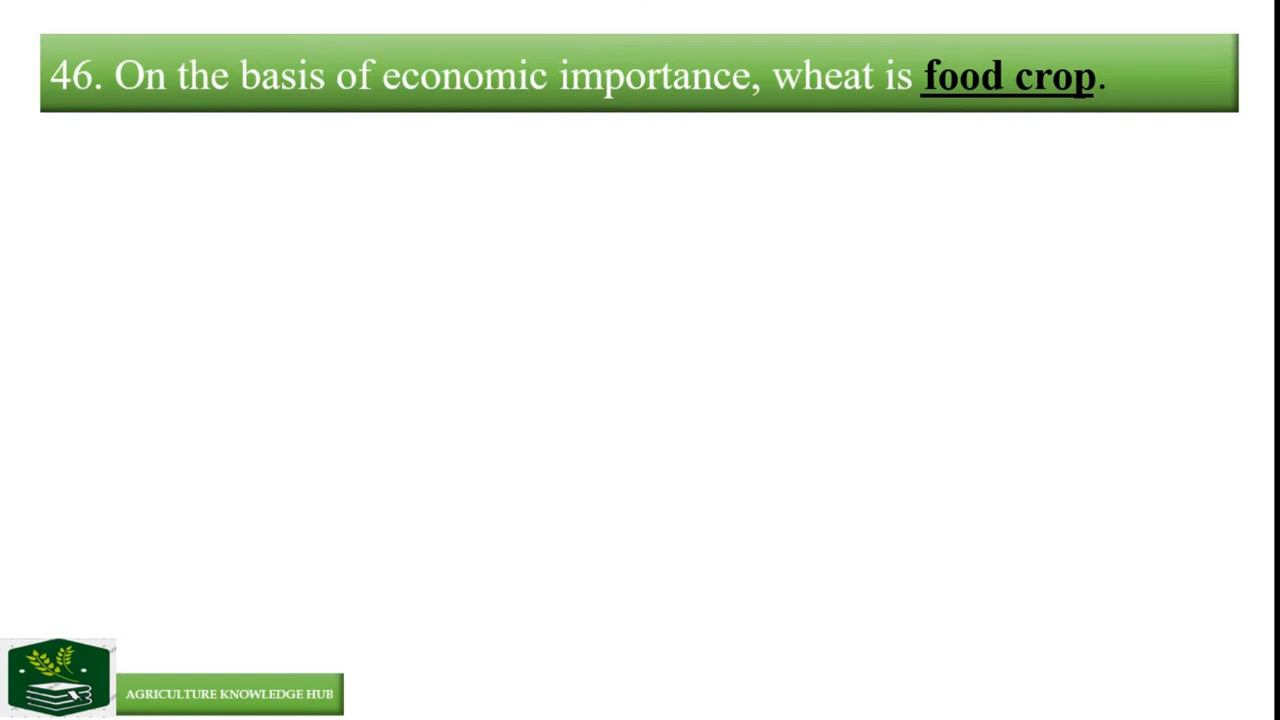 46. On the basis of economic importance, wheat is food crop.
AGRICULTURE KNOWLEDGE HUB